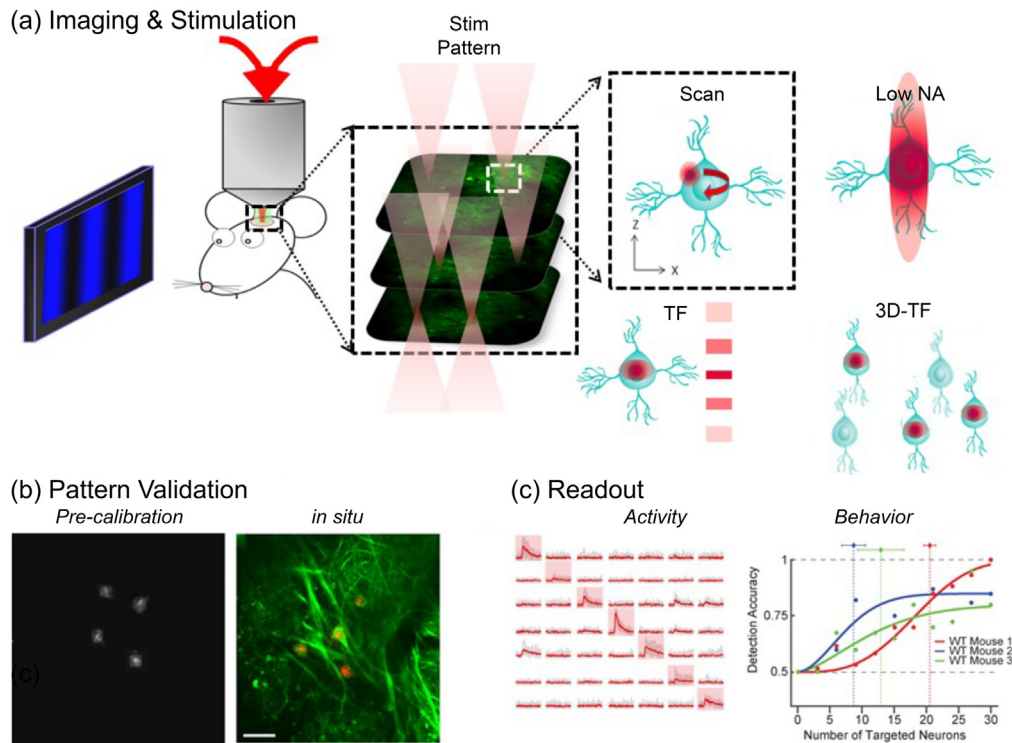 (a) Imaging & Stimulation
Stim
Pattern
Scan
Low NA
Z
X
TF
3D-TF
(b) Pattern Validation
Pre-calibration
in situ
(c)
(c) Readout
Activity
Behavior
1
0.75
0.5
Detection Accuracy
WT Mouse 1
WT Mouse 2
WT Mouse 3
0 5 10 15 20 25 30
Number of Targeted Neurons